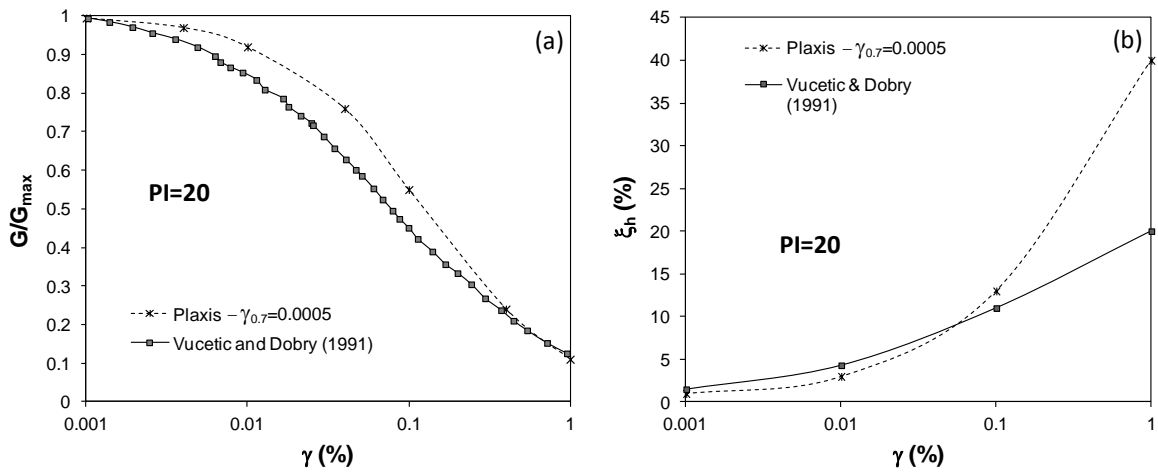 (a)
G/Gmax
1
0.9
0.8
0.7
0.6
0.5
0.4
0.3
0.2
0.1
0
PI=20
Plaxis – γ0.7=0.0005
Vucetic and Dobry (1991)
0.001
0.01
0.1
1
γ (%)
(b)
ξh (%)
45
40
35
30
25
20
15
10
5
0
Plaxis – γ0.7=0.0005
Vucetic & Dobry
(1991)
PI=20
0.001
0.01
0.1
1
γ (%)